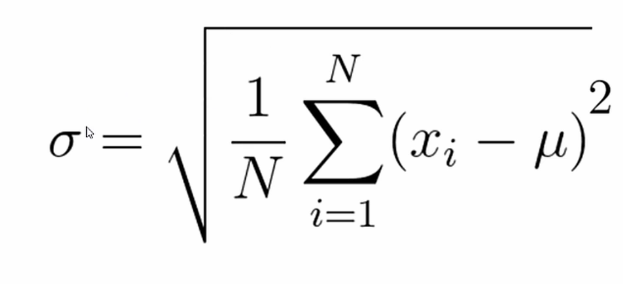 σ = √(1/N ∑_{i=1}^{N} (x_i − μ)^2)